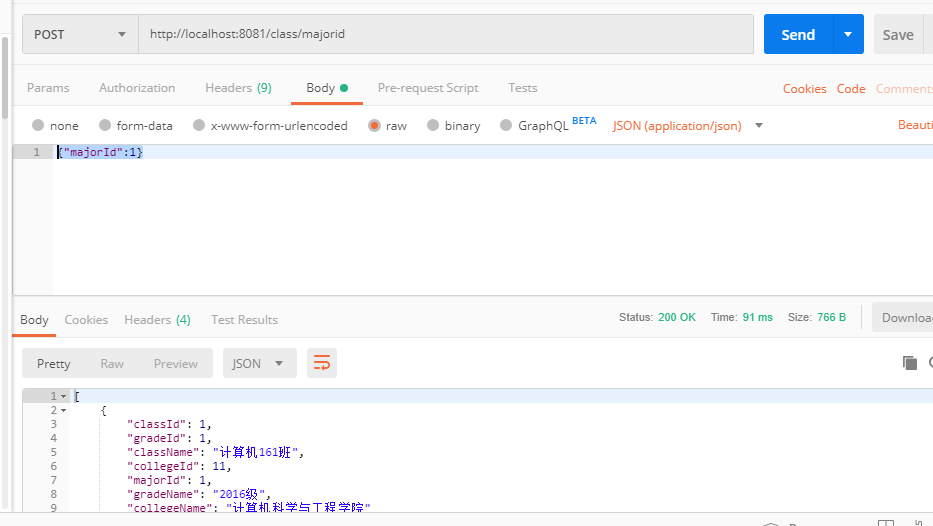 POST http://localhost:8081/class/majorid Send Save
Params Authorization Headers (9) Body Pre-request Script Tests Cookies Code Comments
none form-data x-www-form-urlencoded raw binary GraphQL BETA JSON (application/json) Beauti
1 {"majorId":1}
Body Cookies Headers (4) Test Results Status: 200 OK Time: 91 ms Size: 766 B Downloa
Pretty Raw Preview JSON
1 [
2 {
3 "classId": 1,
4 "gradeId": 1,
5 "className": "计算机161班",
6 "collegeId": 11,
7 "majorId": 1,
8 "gradeName": "2016级",
9 "collegeName": "计算机科学与工程学院"